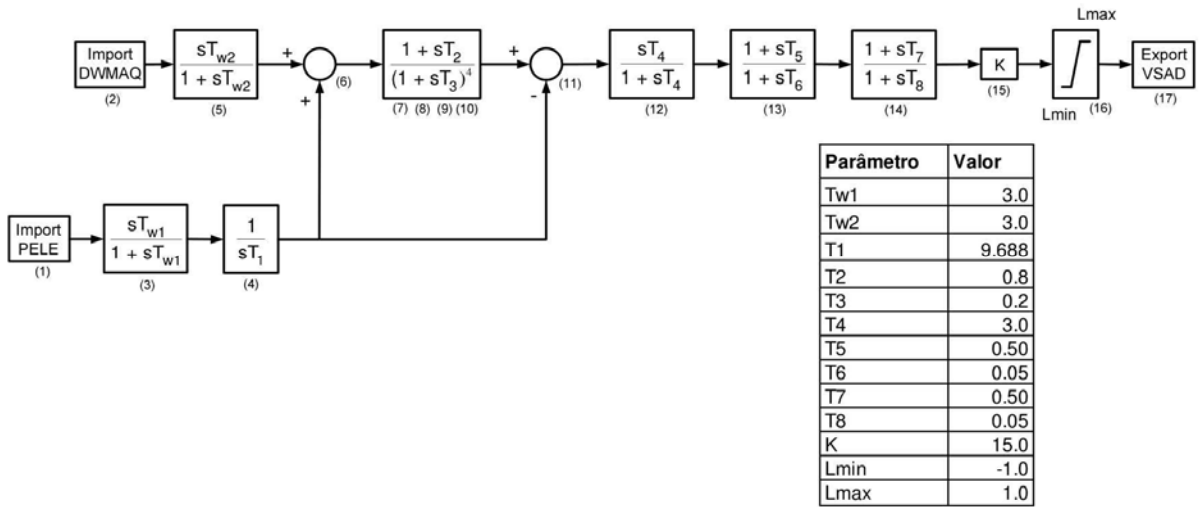 Import
DWMAQ
(2)
sTw2
1 + sTw2
(5)
+
+
(6)
1 + sT2
(1 + sT3)4
(7) (8) (9) (10)
+
-
(11)
sT4
1 + sT4
(12)
1 + sT5
1 + sT6
(13)
1 + sT7
1 + sT8
(14)
K
(15)
Lmax
Lmin
(16)
Export
VSAD
(17)
Import
PELE
(1)
sTw1
1 + sTw1
(3)
1
sT1
(4)
Parâmetro Valor
Tw1 3.0
Tw2 3.0
T1 9.688
T2 0.8
T3 0.2
T4 3.0
T5 0.50
T6 0.05
T7 0.50
T8 0.05
K 15.0
Lmin -1.0
Lmax 1.0